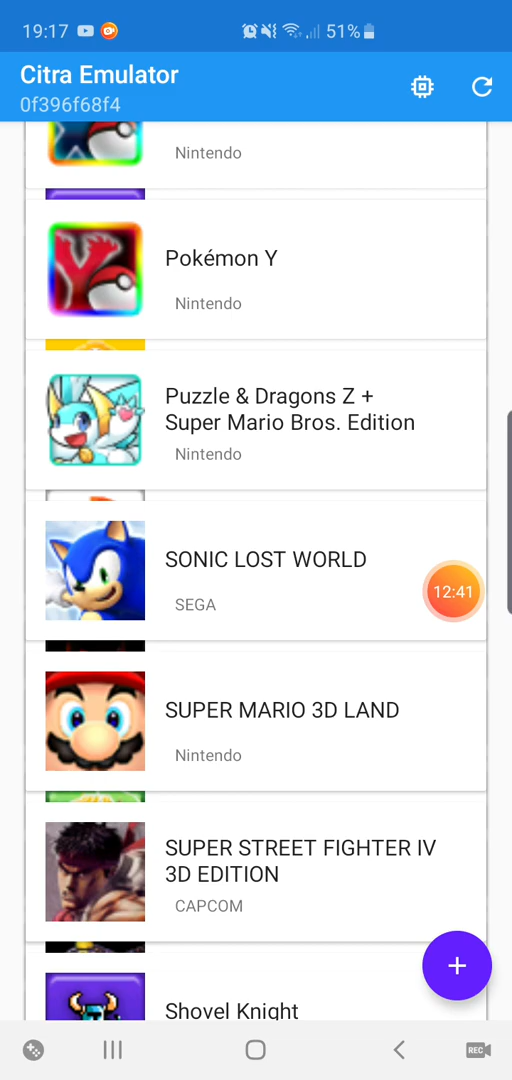 19:17
51%
Citra Emulator
0f396f68f4
Nintendo
Pokémon Y
Nintendo
Puzzle & Dragons Z +
Super Mario Bros. Edition
Nintendo
SONIC LOST WORLD
SEGA
12:41
SUPER MARIO 3D LAND
Nintendo
SUPER STREET FIGHTER IV
3D EDITION
CAPCOM
+
Shovel Knight
REC